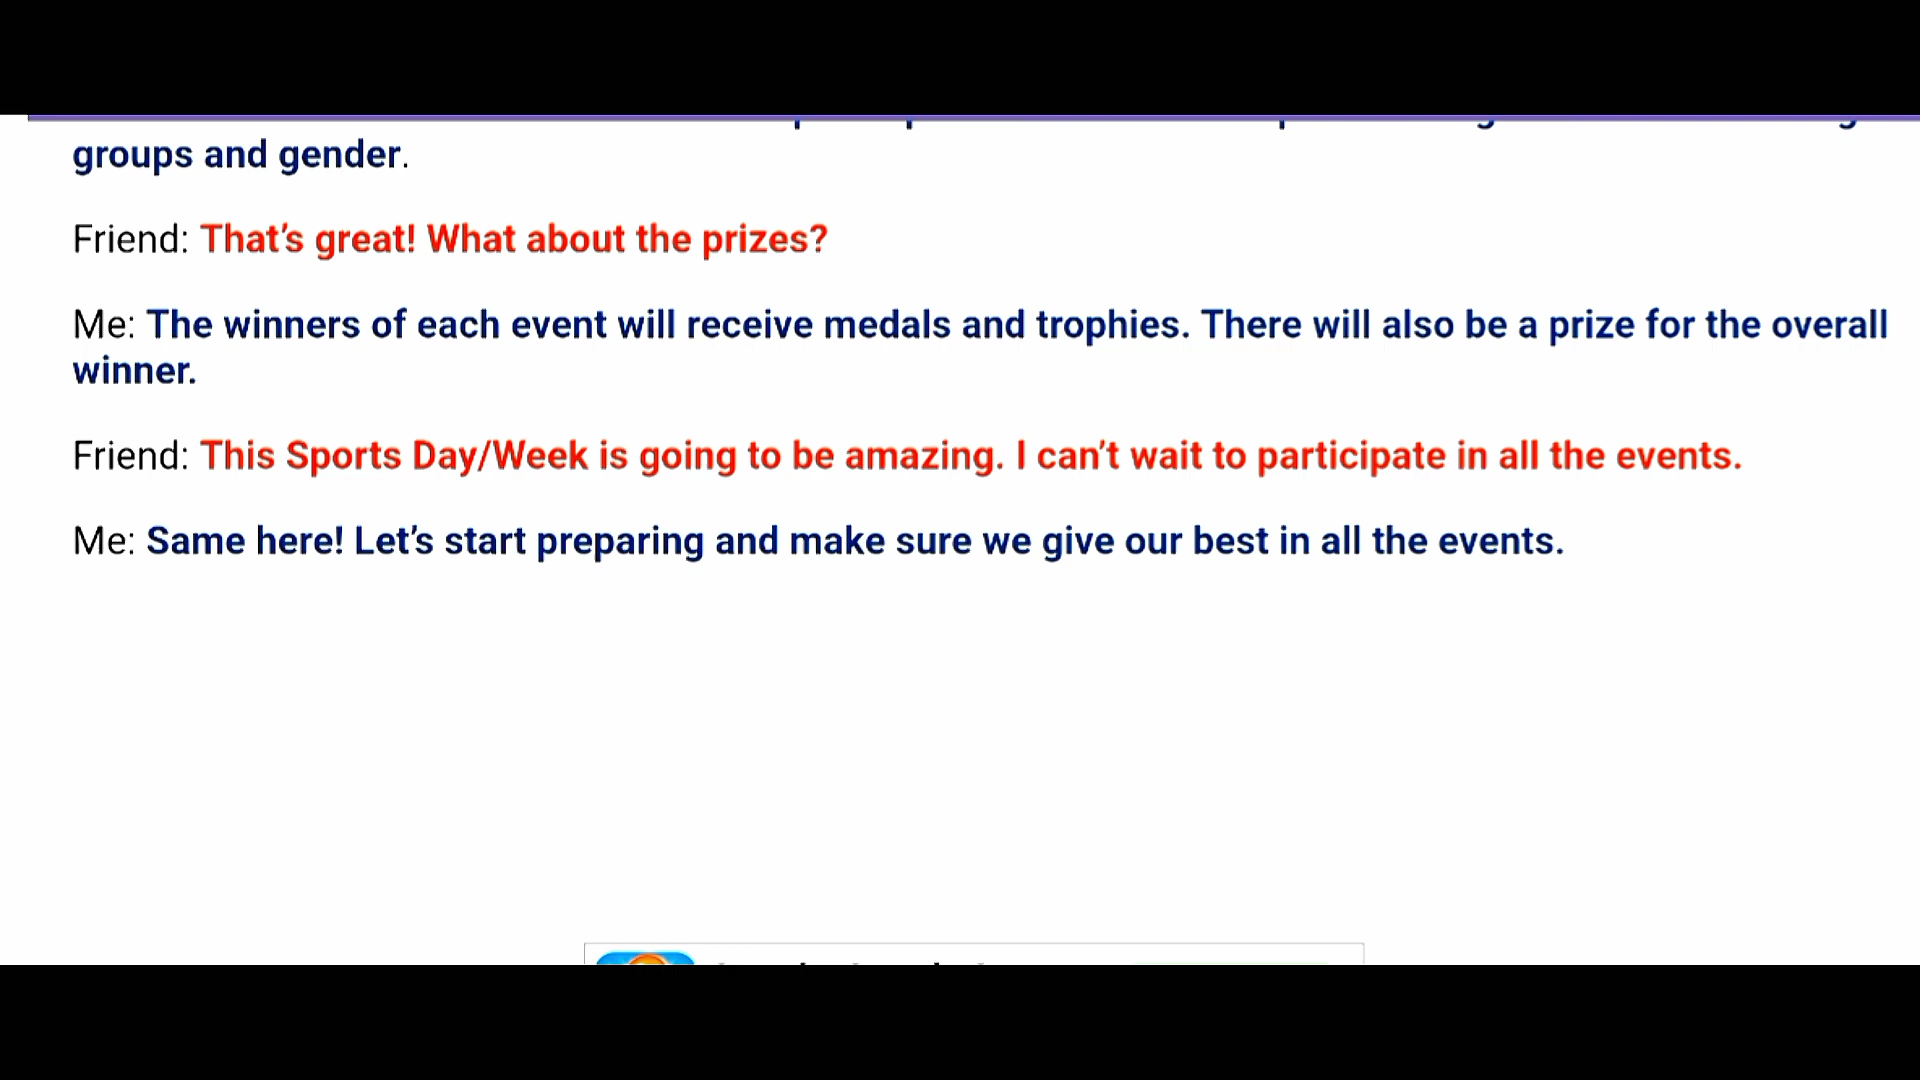 groups and gender.
Friend: That's great! What about the prizes?
Me: The winners of each event will receive medals and trophies. There will also be a prize for the overall
winner.
Friend: This Sports Day/Week is going to be amazing. I can't wait to participate in all the events.
Me: Same here! Let's start preparing and make sure we give our best in all the events.